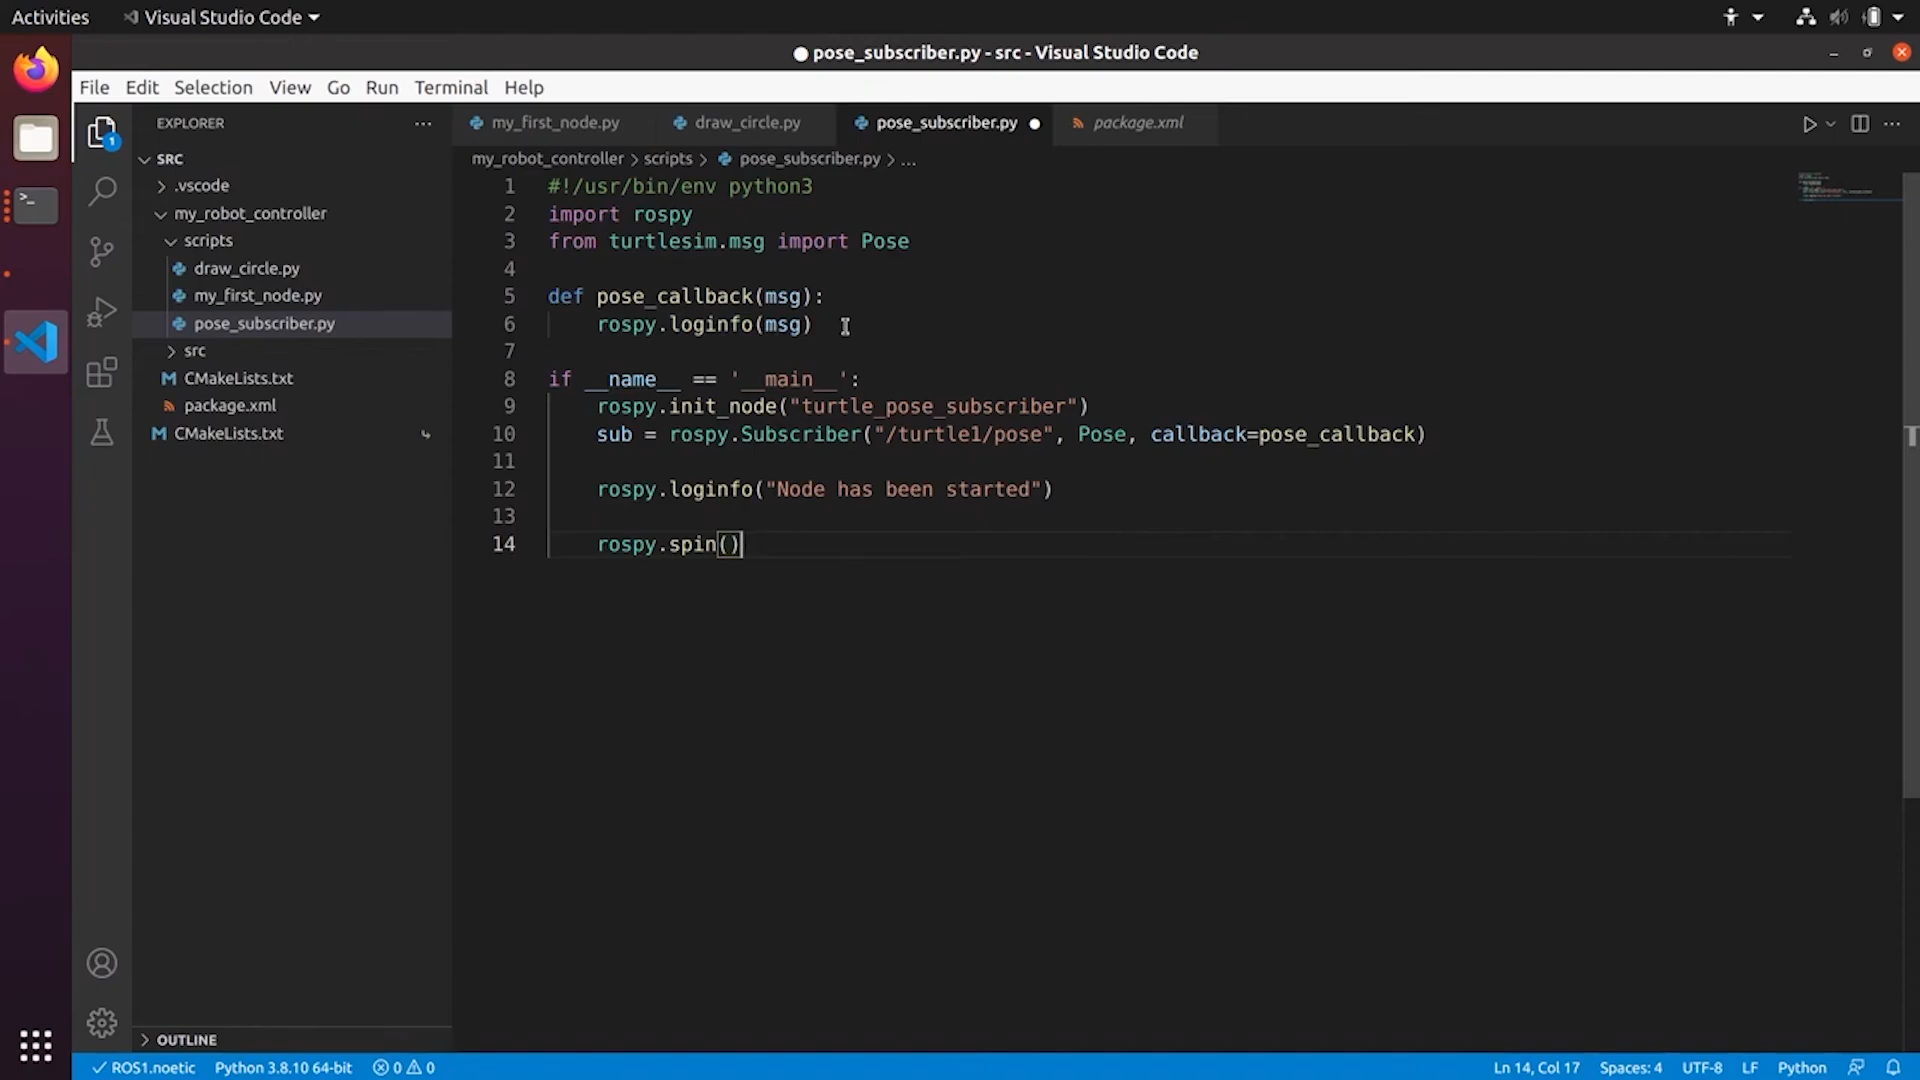 Activities
Visual Studio Code
pose_subscriber.py - src - Visual Studio Code
File Edit Selection View Go Run Terminal Help
EXPLORER
my_first_node.py
draw_circle.py
pose_subscriber.py
package.xml
SRC
.vscode
my_robot_controller
scripts
draw_circle.py
my_first_node.py
pose_subscriber.py
src
CMakeLists.txt
package.xml
CMakeLists.txt
OUTLINE
my_robot_controller > scripts > pose_subscriber.py > ...
1 #!/usr/bin/env python3
2 import rospy
3 from turtlesim.msg import Pose
4
5 def pose_callback(msg):
6 rospy.loginfo(msg)
7
8 if __name__ == '__main__':
9 rospy.init_node("turtle_pose_subscriber")
10 sub = rospy.Subscriber("/turtle1/pose", Pose, callback=pose_callback)
11
12 rospy.loginfo("Node has been started")
13
14 rospy.spin()
1
ROS1.noetic Python 3.8.10 64-bit 0 0
Ln 14, Col 17 Spaces: 4 UTF-8 LF Python